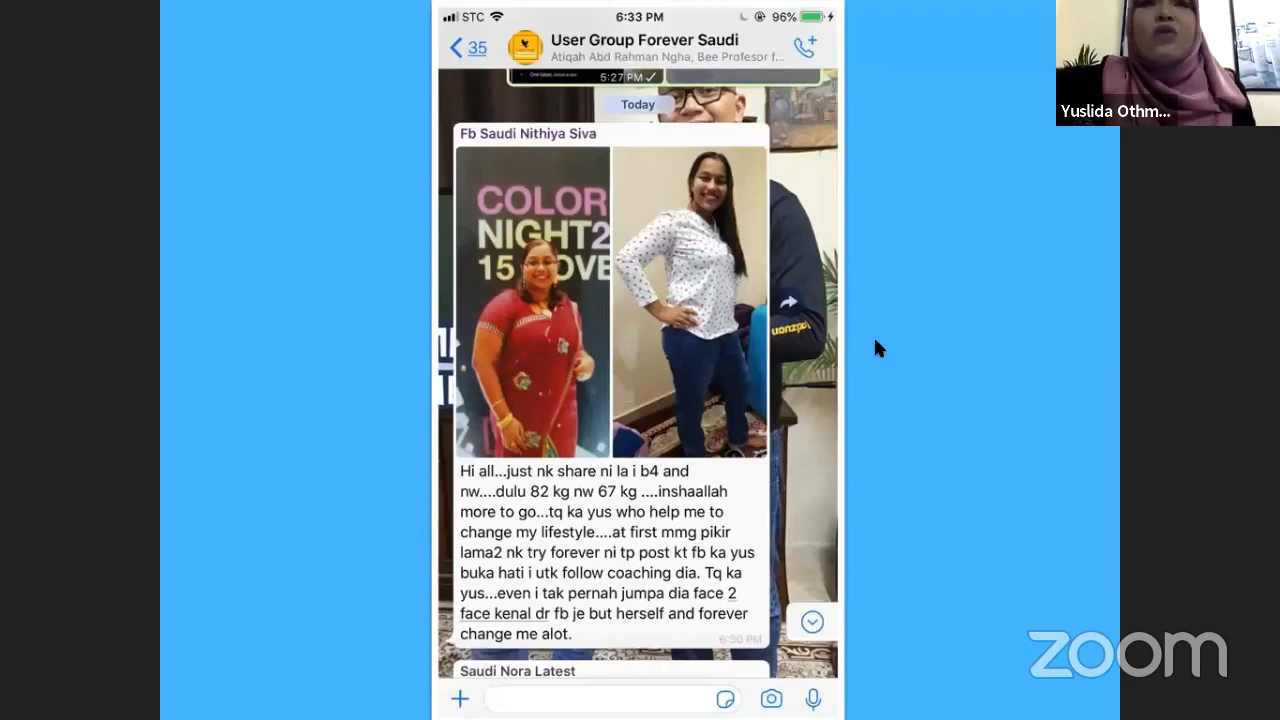 STC
6:33 PM
96%
35
User Group Forever Saudi
Atiqah Abd Rahman Ngha, Bee Profesor f...
5:27 PM
Today
Fb Saudi Nithiya Siva
COLOR
NIGHT2
15 OVE
Hi all...just nk share ni la i b4 and
nw....dulu 82 kg nw 67 kg ....inshaallah
more to go...tq ka yus who help me to
change my lifestyle....at first mmg pikir
lama2 nk try forever ni tp post kt fb ka yus
buka hati i utk follow coaching dia. Tq ka
yus...even i tak pernah jumpa dia face 2
face kenal dr fb je but herself and forever
change me alot.
6:30 PM
Saudi Nora Latest
Yuslida Othm...
zoom